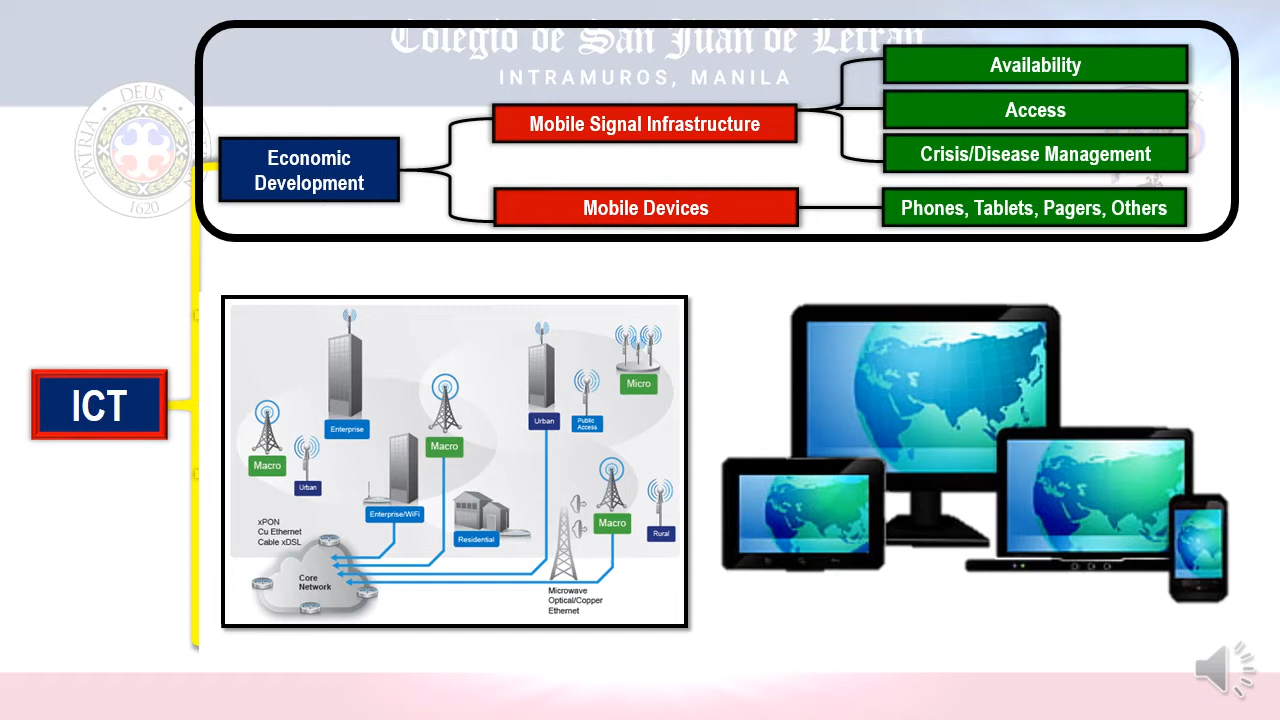 Colegio de San Juan de Letran
INTRAMUROS, MANILA
DEUS
PATRIA
1620
Economic
Development
Mobile Signal Infrastructure
Mobile Devices
Availability
Access
Crisis/Disease Management
Phones, Tablets, Pagers, Others
ICT
Enterprise
Macro
Urban
Macro
Enterprise/WiFi
Residential
Urban
Public
Access
Micro
Macro
Rural
xPON
Cu Ethernet
Cable xDSL
Core
Network
Microwave
Optical/Copper
Ethernet